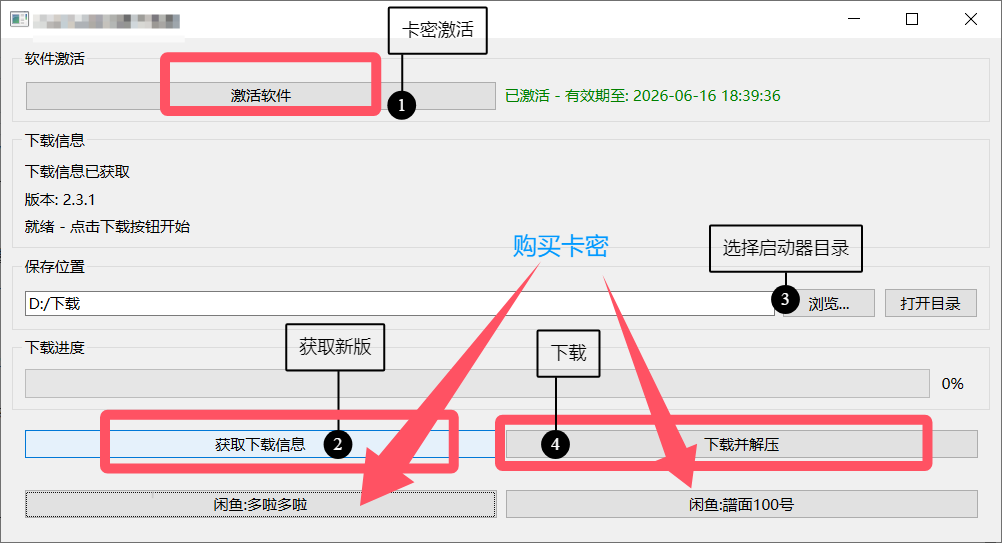 卡密激活
软件激活
激活软件
1
已激活 - 有效期至: 2026-06-16 18:39:36
下载信息
下载信息已获取
版本: 2.3.1
就绪 - 点击下载按钮开始
购买卡密
选择启动器目录
保存位置
D:/下载
3
浏览...
打开目录
获取新版
下载
下载进度
0%
获取下载信息
2
4
下载并解压
闲鱼:多啦多啦
闲鱼:譜面100号